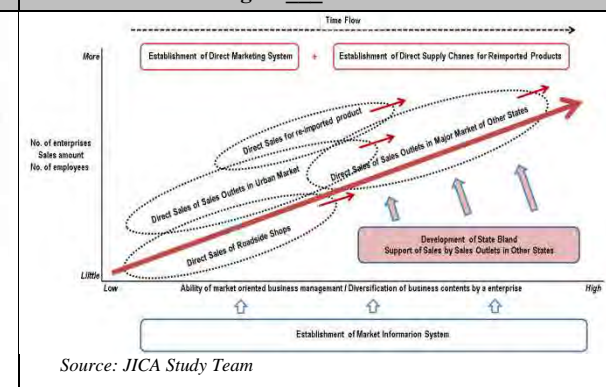 Time Flow
More
Establishment of Direct Marketing System
+
Establishment of Direct Supply Chanes for Reimported Products
No. of enterprises
Sales amount
No. of employees
Direct Sales for re-imported product
Direct Sales of Sales Outlets in Urban Market
Direct Sales of Sales Outlets in Major Market of Other States
Direct Sales of Roadside Shops
Development of State Bland
Support of Sales by Sales Outlets in Other States
Liittle
Low
Ability of market oriented business management / Diversification of business contents by a enterprise
High
Establishment of Market Informarion System
Source: JICA Study Team